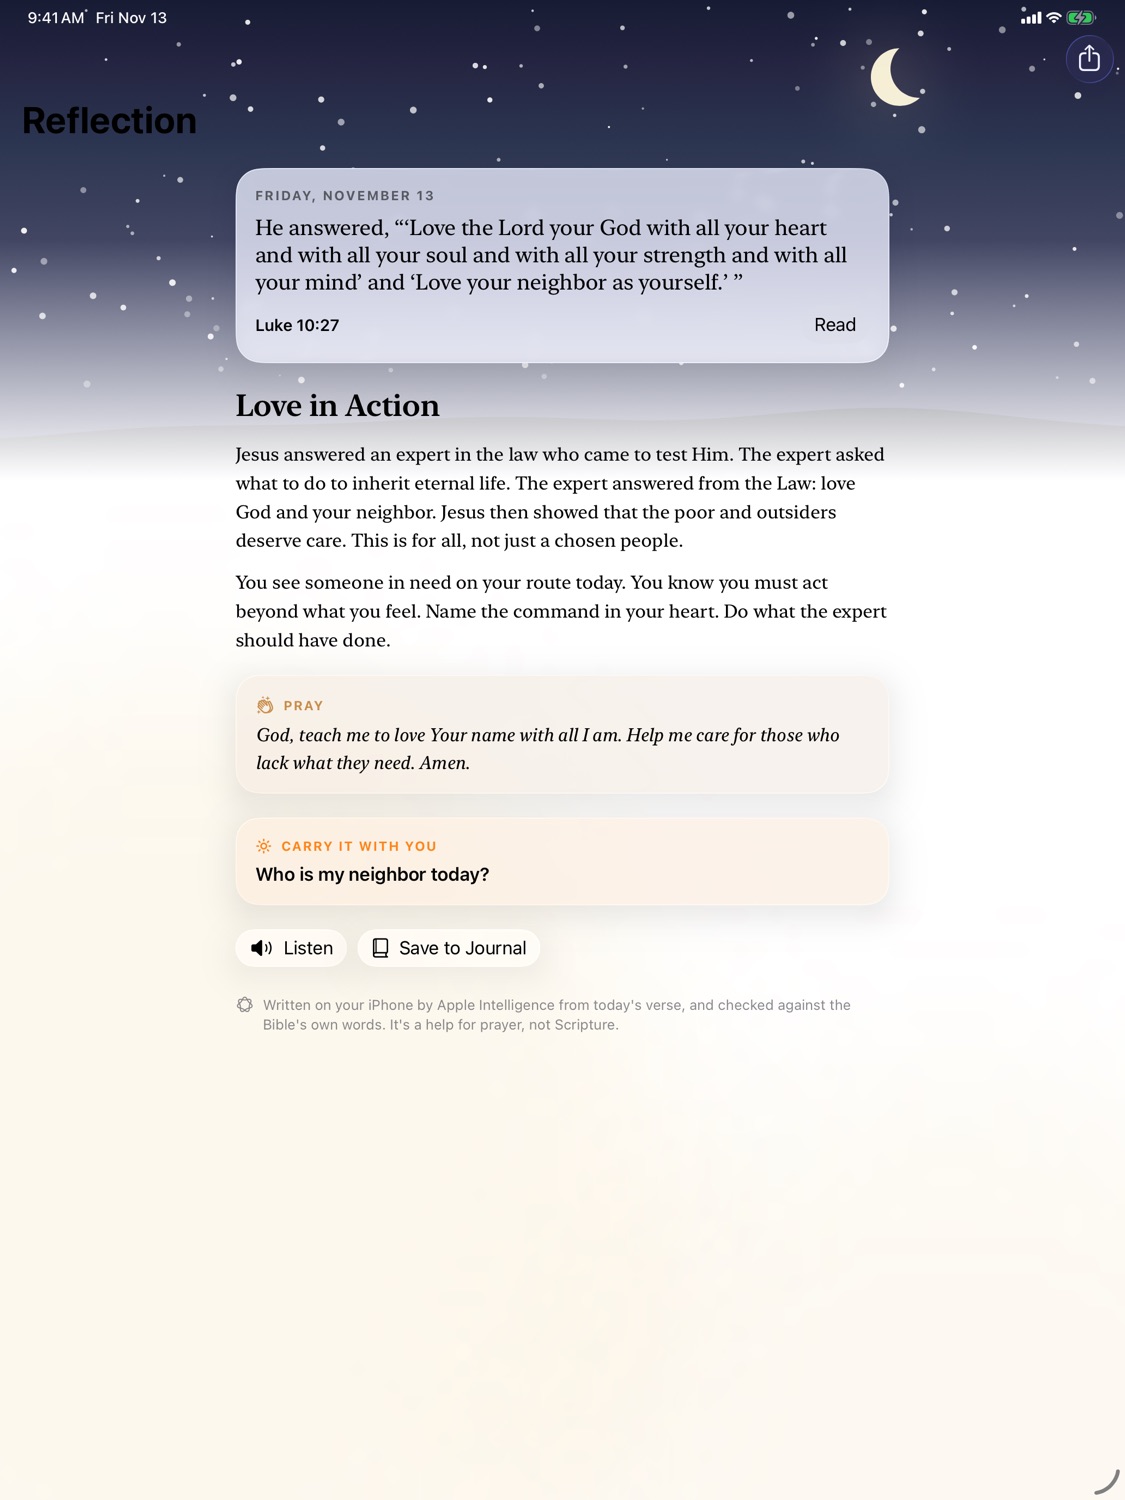 9:41 AM Fri Nov 13
Reflection
FRIDAY, NOVEMBER 13
He answered, “‘Love the Lord your God with all your heart
and with all your soul and with all your strength and with all
your mind’ and ‘Love your neighbor as yourself.’ ”
Luke 10:27 Read
Love in Action
Jesus answered an expert in the law who came to test Him. The expert asked
what to do to inherit eternal life. The expert answered from the Law: love
God and your neighbor. Jesus then showed that the poor and outsiders
deserve care. This is for all, not just a chosen people.
You see someone in need on your route today. You know you must act
beyond what you feel. Name the command in your heart. Do what the expert
should have done.
PRAY
God, teach me to love Your name with all I am. Help me care for those who
lack what they need. Amen.
CARRY IT WITH YOU
Who is my neighbor today?
Listen Save to Journal
Written on your iPhone by Apple Intelligence from today's verse, and checked against the
Bible's own words. It's a help for prayer, not Scripture.